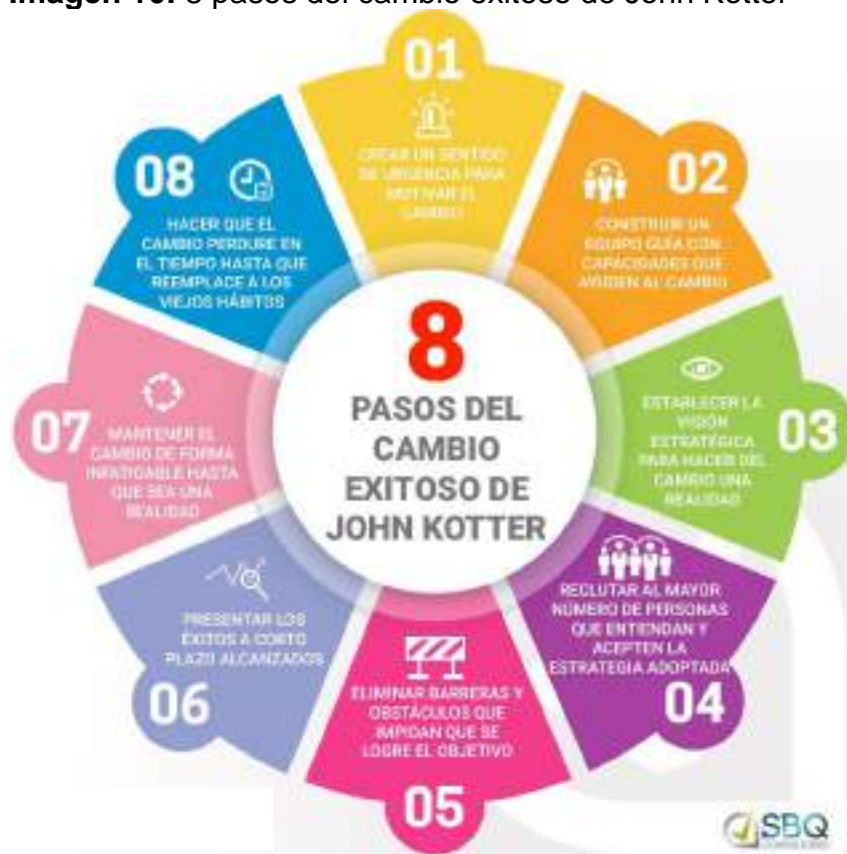 Imagen 10: 8 pasos del cambio exitoso de John Kotter
01
CREAR UN SENTIDO
DE URGENCIA PARA
MOTIVAR EL
CAMBIO
02
CONSTRUIR UN
EQUIPO GUÍA CON
CAPACIDADES QUE
AYUDEN AL CAMBIO
03
ESTABLECER LA
VISIÓN
ESTRATÉGICA
PARA HACER DEL
CAMBIO UNA
REALIDAD
RECLUTAR AL MAYOR
NÚMERO DE PERSONAS
QUE ENTIENDAN Y
ACEPTEN LA
ESTRATEGIA ADOPTADA
04
ELIMINAR BARRERAS Y
OBSTÁCULOS QUE
IMPIDAN QUE SE
LOGRE EL OBJETIVO
05
PRESENTAR LOS
ÉXITOS A CORTO
PLAZO ALCANZADOS
06
07
MANTENER EL
CAMBIO DE FORMA
INFATIGABLE HASTA
QUE SEA UNA
REALIDAD
08
HACER QUE EL
CAMBIO PERDURE EN
EL TIEMPO HASTA QUE
REEMPLACE A LOS
VIEJOS HÁBITOS
8
PASOS DEL
CAMBIO
EXITOSO DE
JOHN KOTTER
SBQ